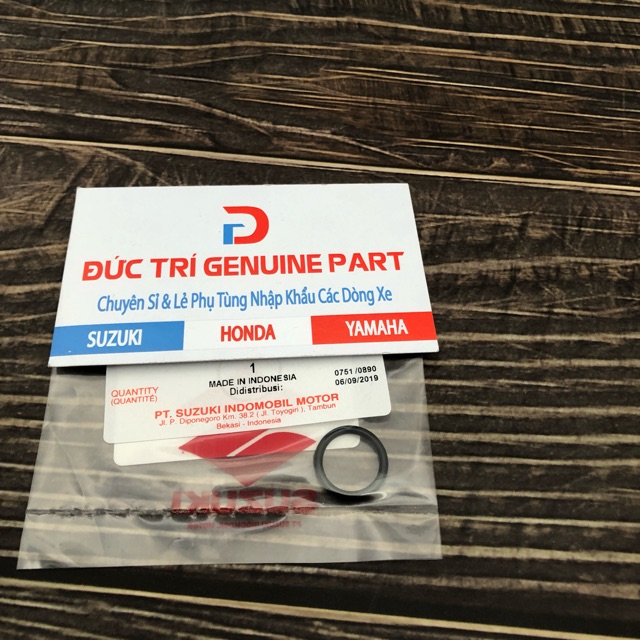 ĐỨC TRÍ GENUINE PART
Chuyên Sỉ & Lẻ Phụ Tùng Nhập Khẩu Các Dòng Xe
SUZUKI HONDA YAMAHA
1
0751 /0890
MADE IN INDONESIA
06/09/2019
QUANTITY
Didistribusi:
(QUANTITÉ)
PT. SUZUKI INDOMOBIL MOTOR
Jl. P. Diponegoro Km. 38 2 ( Jl. Toyogiri ), Tambun
Bekasi - Indonesia
SUZUKI